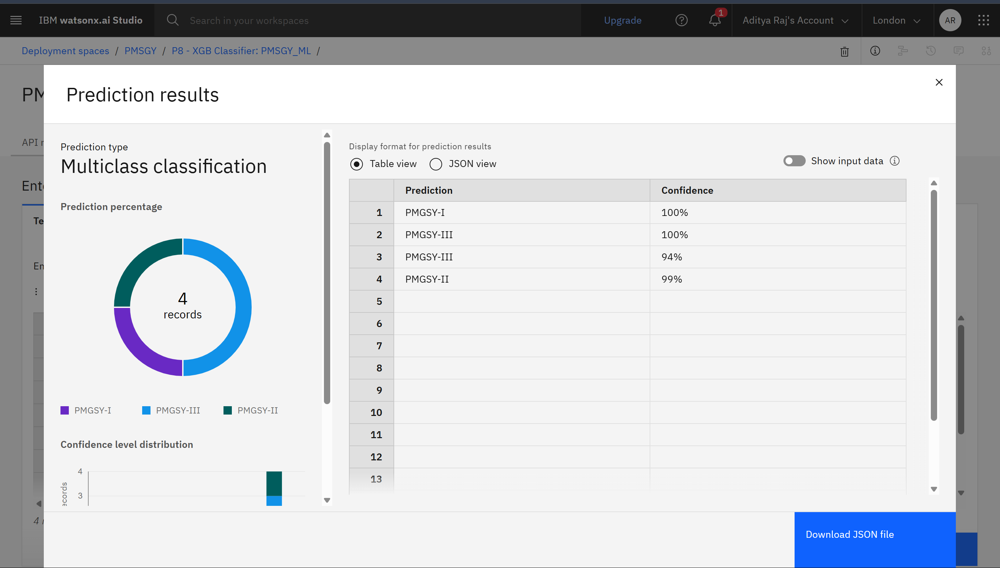 IBM watsonx.ai Studio
Search in your workspaces
Upgrade
1
Aditya Raj's Account
London
AR
Deployment spaces / PMSGY / P8 - XGB Classifier: PMSGY_ML /
PM
Prediction results
API r
Prediction type
Multiclass classification
Display format for prediction results
Table view
JSON view
Show input data
Ente
Prediction percentage
Te
En
4
records
PMGSY-I
PMGSY-III
PMGSY-II
Confidence level distribution
4
3
ecords
4 r
Prediction Confidence
1 PMGSY-I 100%
2 PMGSY-III 100%
3 PMGSY-III 94%
4 PMGSY-II 99%
5
6
7
8
9
10
11
12
13
Download JSON file